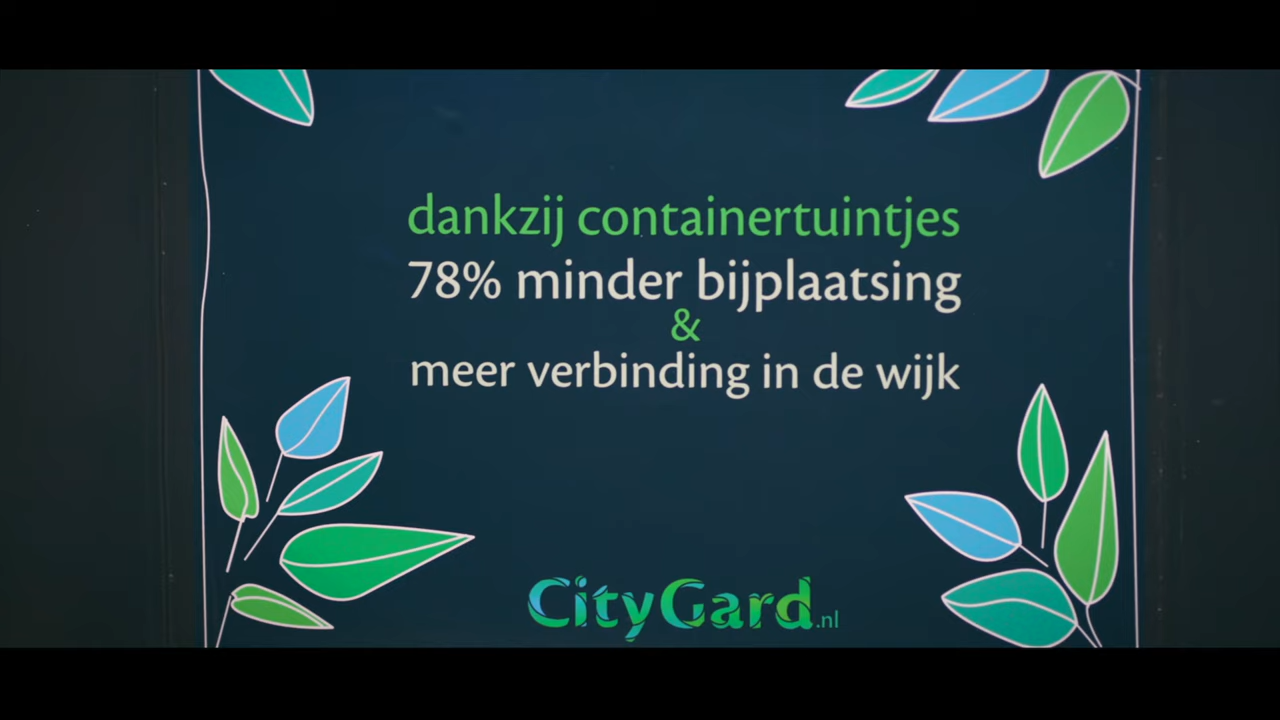 dankzij containertuintjes
78% minder bijplaatsing
&
meer verbinding in de wijk
CityGard.nl